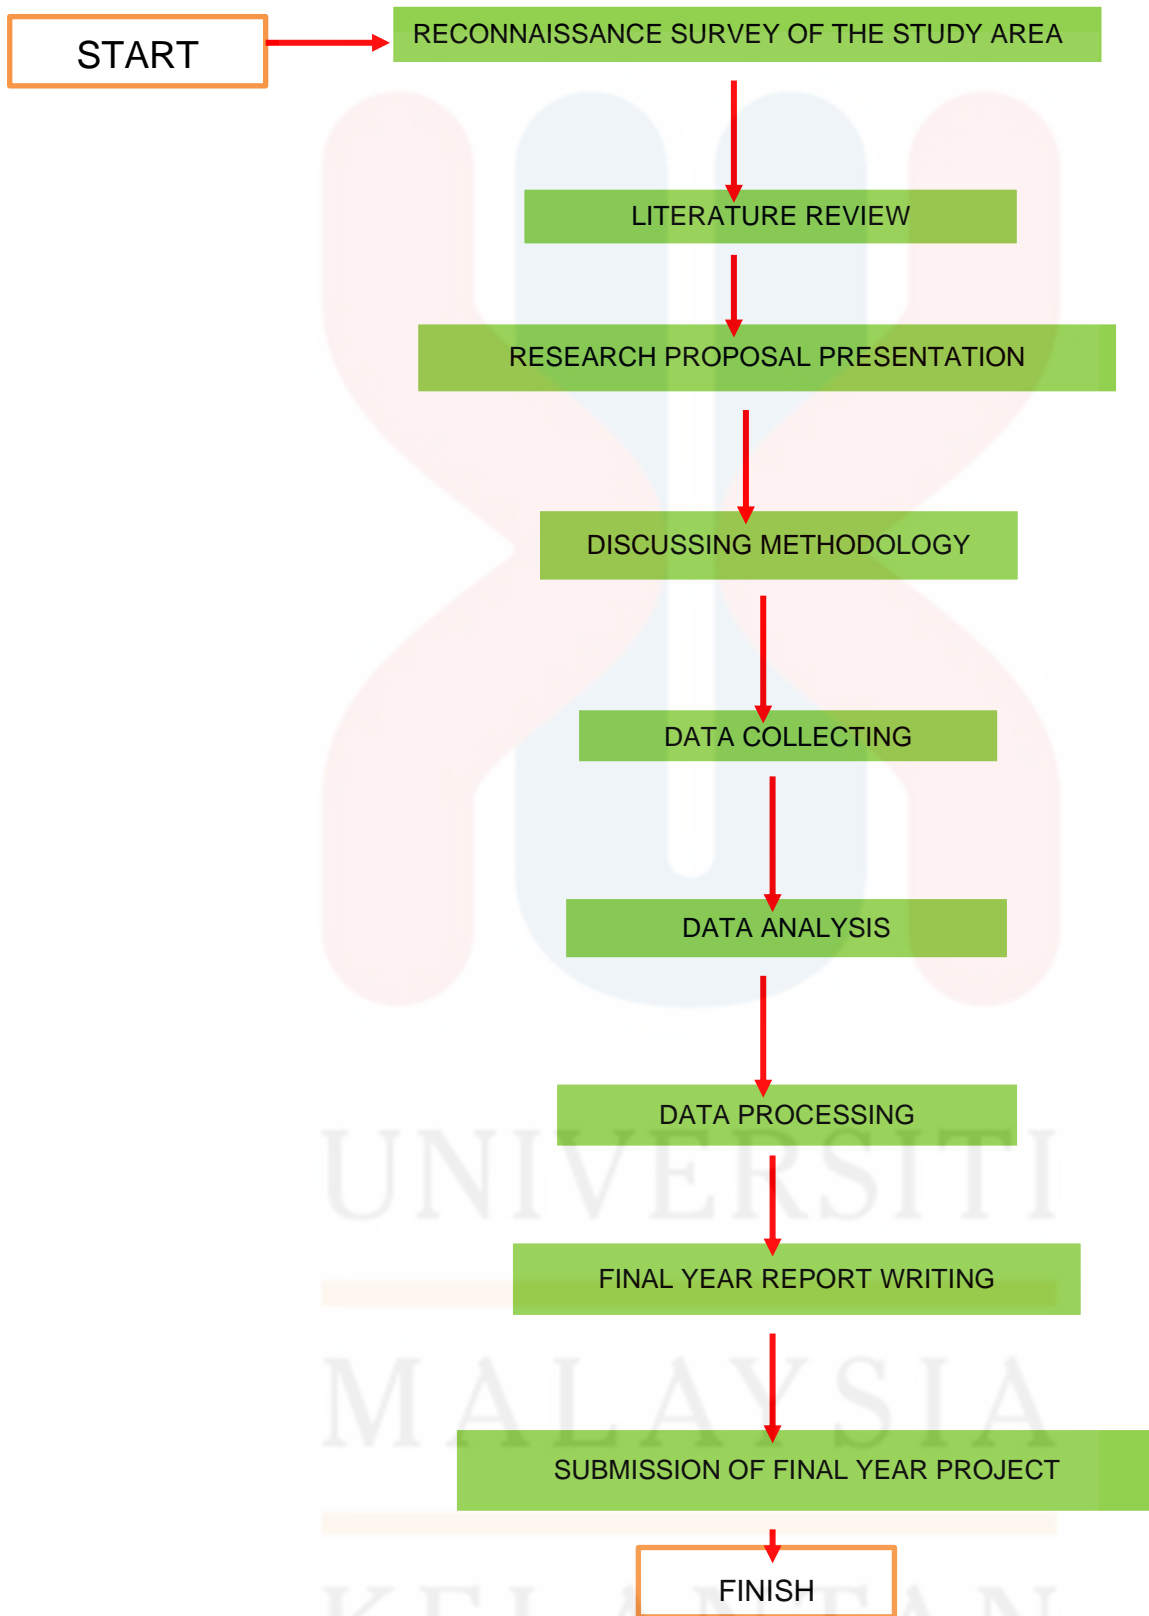 START
RECONNAISSANCE SURVEY OF THE STUDY AREA
LITERATURE REVIEW
RESEARCH PROPOSAL PRESENTATION
DISCUSSING METHODOLOGY
DATA COLLECTING
DATA ANALYSIS
DATA PROCESSING
UNIVERSITI
FINAL YEAR REPORT WRITING
MALAYSIA
SUBMISSION OF FINAL YEAR PROJECT
FINISH
KELANTAN